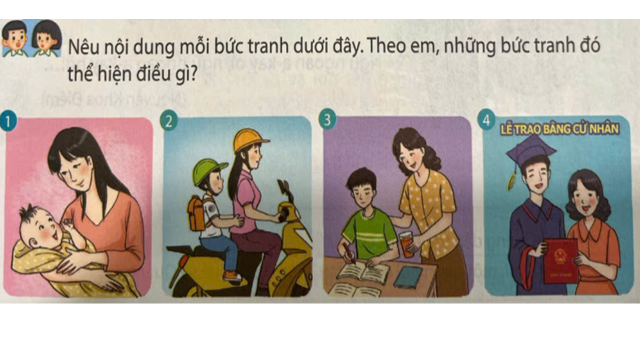 Nêu nội dung mỗi bức tranh dưới đây. Theo em, những bức tranh đó
thể hiện điều gì?
1
2
3
4
LỄ TRAO BẰNG CỬ NHÂN